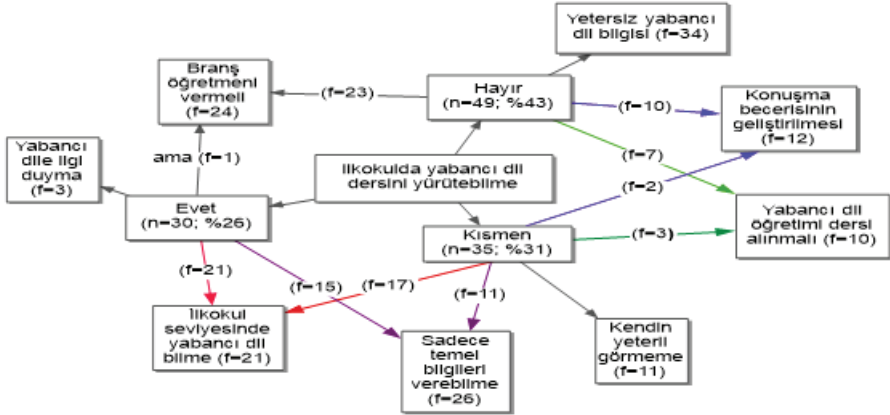 Yetersiz yabancı
dil bilgisi (f=34)
Branş
öğretmeni
vermeli
(f=24)
(f=23)
Hayır
(n=49; %43)
(f=10)
Konuşma
becerisinin
geliştirilmesi
(f=12)
Yabancı
dile ilgi
duyma
(f=3)
ama (f=1)
İlkokulda yabancı dil
dersini yürütebilme
(f=7)
(f=2)
Evet
(n=30; %26)
Kısmen
(n=35; %31)
(f=3)
Yabancı dil
öğretimi dersi
alınmalı (f=10)
(f=21)
(f=15)
(f=17)
(f=11)
İlkokul
seviyesinde
yabancı dil
bilme (f=21)
Sadece
temel
bilgileri
verebilme
(f=26)
Kendin
yeterli
görmeme
(f=11)